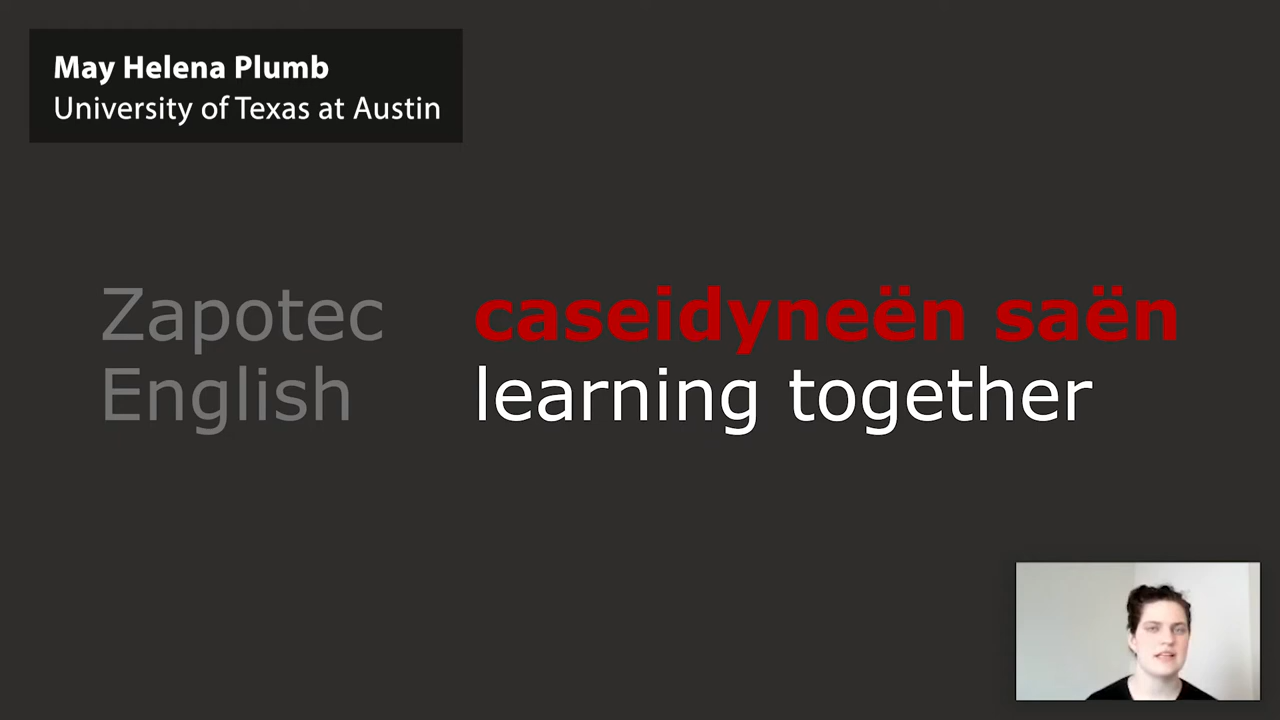 May Helena Plumb
University of Texas at Austin
Zapotec caseidyneën saën
English learning together